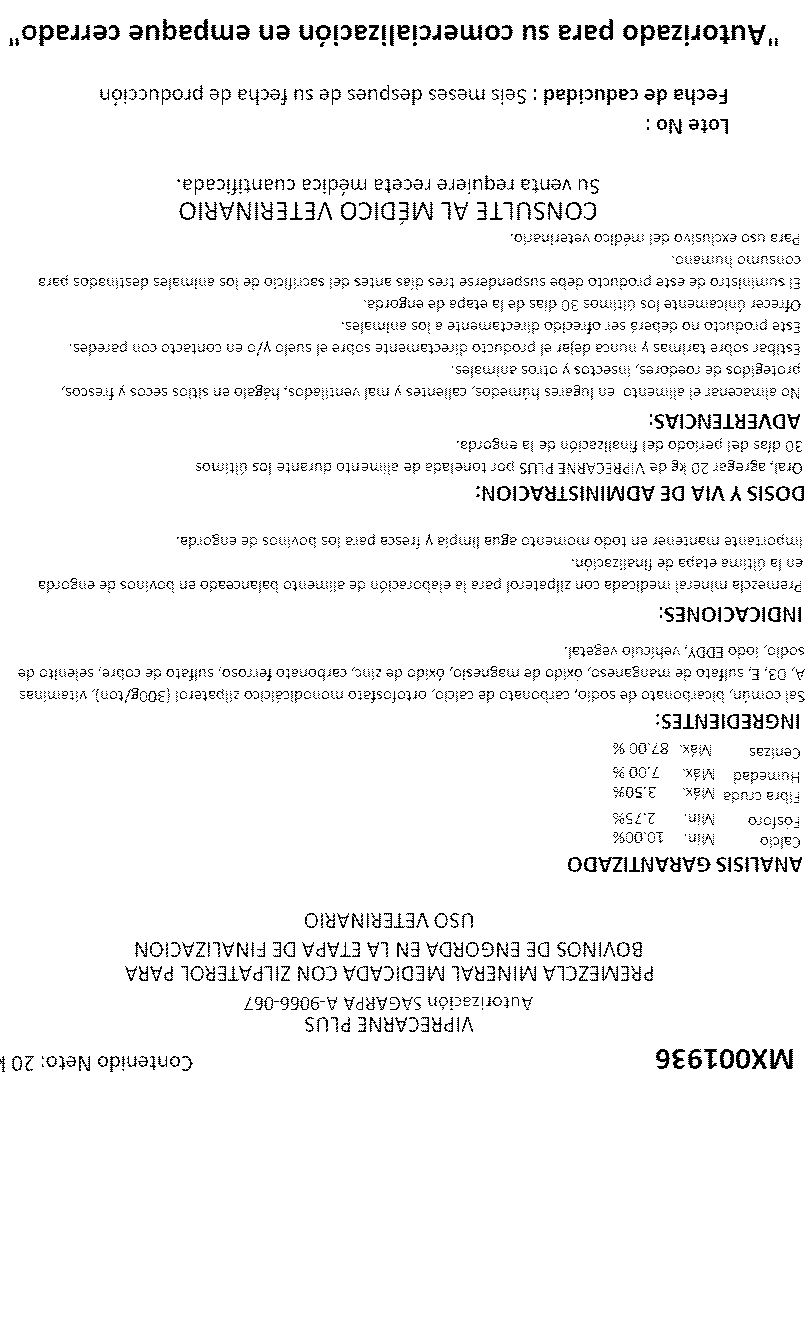 MX001936 Contenido Neto: 20 k
VIPRECARNE PLUS
Autorización SAGARPA A-9066-067
PREMEZCLA MINERAL MEDICADA CON ZILPATEROL PARA
BOVINOS DE ENGORDA EN LA ETAPA DE FINALIZACION
USO VETERINARIO
ANALISIS GARANTIZADO
Calcio Min. 10.00%
Fósforo Min. 2.75%
Fibra cruda Máx. 3.50%
Humedad Máx. 7.00 %
Cenizas Máx. 87.00 %
INGREDIENTES:
Sal común, bicarbonato de sodio, carbonato de calcio, ortofosfato monodicálcico zilpaterol (300g/ton), vitaminas
A, D3, E, sulfato de manganeso, óxido de magnesio, óxido de zinc, carbonato ferroso, sulfato de cobre, selenito de
sodio, iodo EDDY, vehículo vegetal.
INDICACIONES:
Premezcla mineral medicada con zilpaterol para la elaboración de alimento balanceado en bovinos de engorda
en la última etapa de finalización.
Importante mantener en todo momento agua limpia y fresca para los bovinos de engorda.
DOSIS Y VIA DE ADMINISTRACION:
Oral, agregar 20 kg de VIPRECARNE PLUS por tonelada de alimento durante los últimos
30 días del periodo del finalización de la engorda.
ADVERTENCIAS:
No almacenar el alimento en lugares húmedos, calientes y mal ventilados, hágalo en sitios secos y frescos,
protegidos de roedores, insectos y otros animales.
Estibar sobre tarimas y nunca dejar el producto directamente sobre el suelo y/o en contacto con paredes.
Este producto no deberá ser ofrecido directamente a los animales.
Ofrecer únicamente los últimos 30 días de la etapa de engorda.
El suministro de este producto debe suspenderse tres días antes del sacrificio de los animales destinados para
consumo humano.
Para uso exclusivo del médico veterinario.
CONSULTE AL MÉDICO VETERINARIO
Su venta requiere receta médica cuantificada.
Lote No :
Fecha de caducidad : Seis meses despues de su fecha de producción
"Autorizado para su comercialización en empaque cerrado"